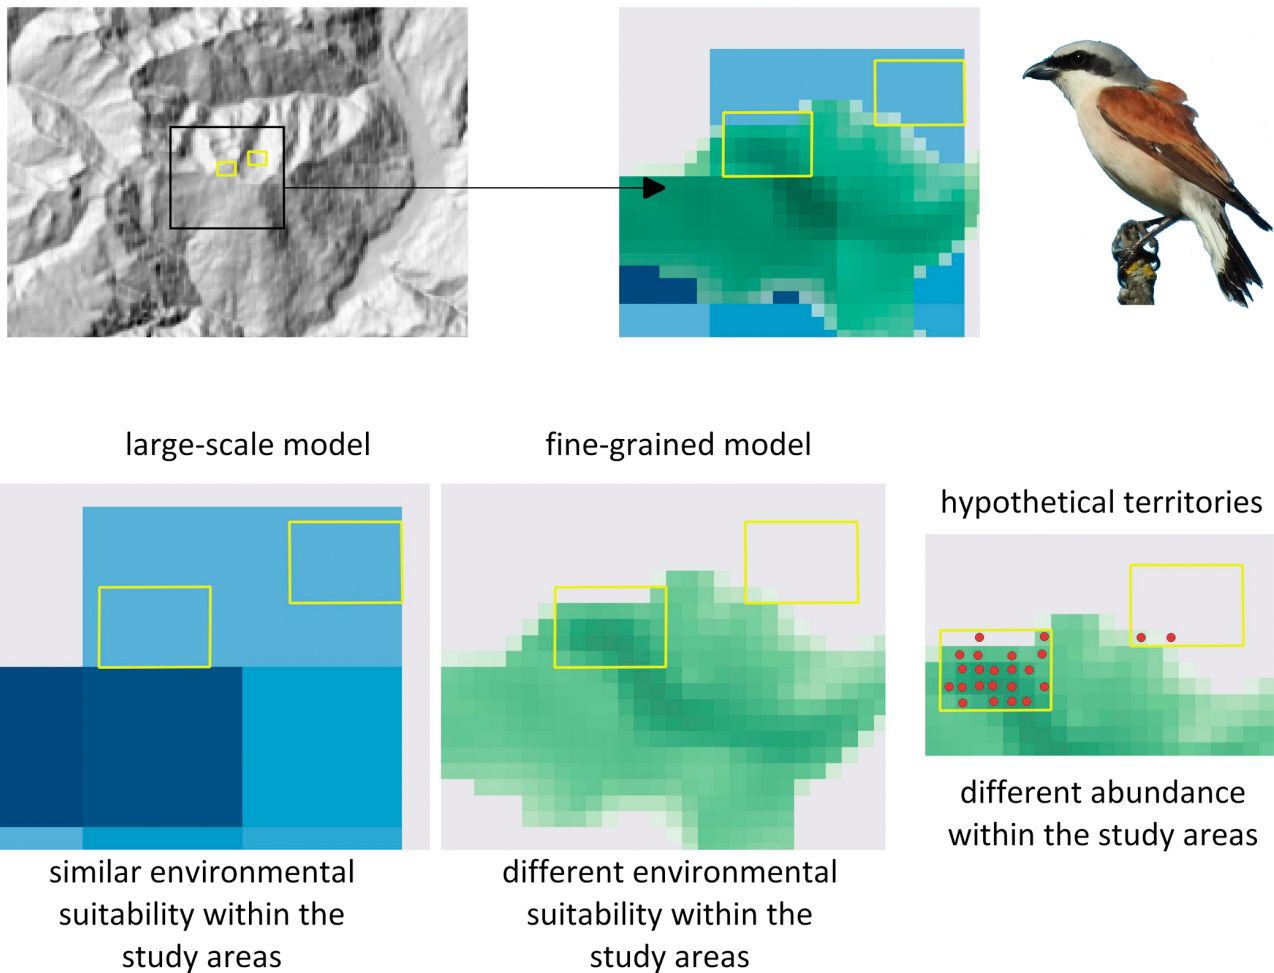 large-scale model
fine-grained model
hypothetical territories
similar environmental
suitability within the
study areas
different environmental
suitability within the
study areas
different abundance
within the study areas